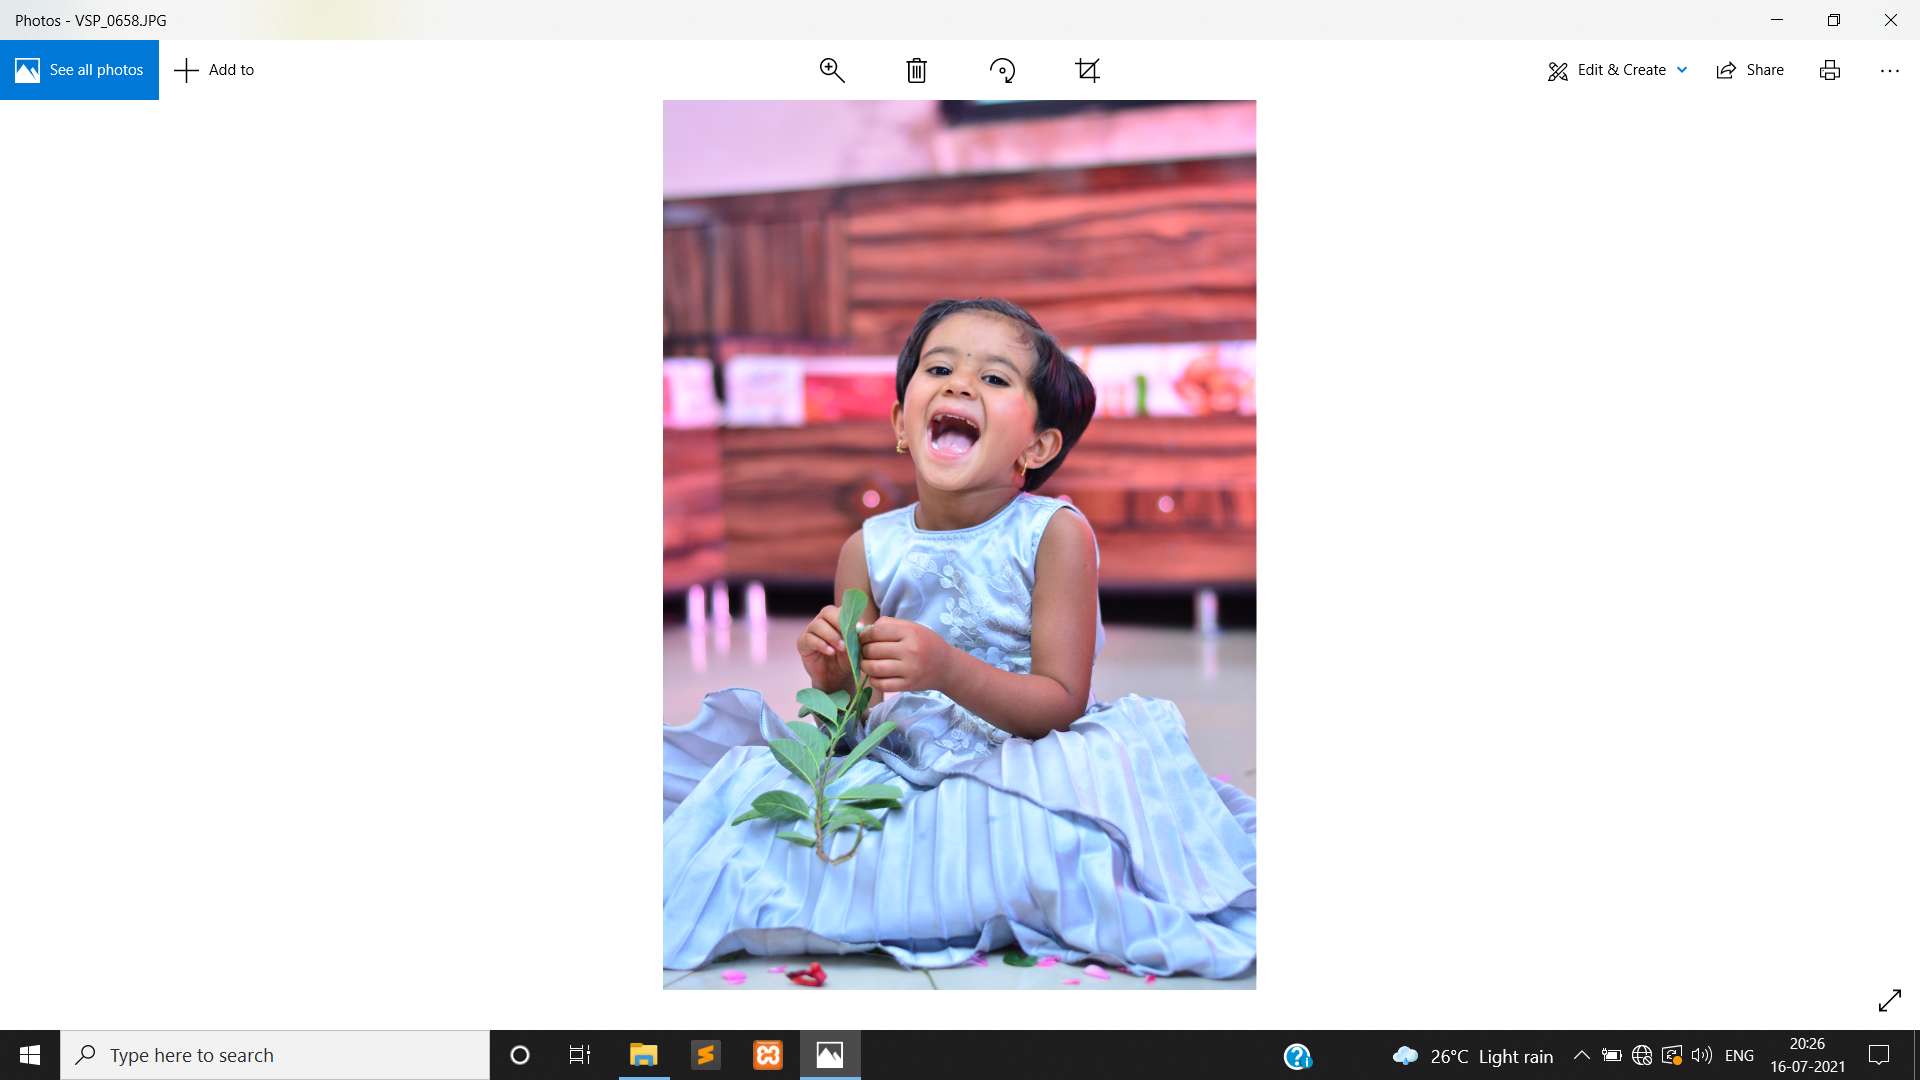 Photos - VSP_0658.JPG
See all photos
Add to
Edit & Create
Share
Type here to search
26°C Light rain
ENG
20:26
16-07-2021